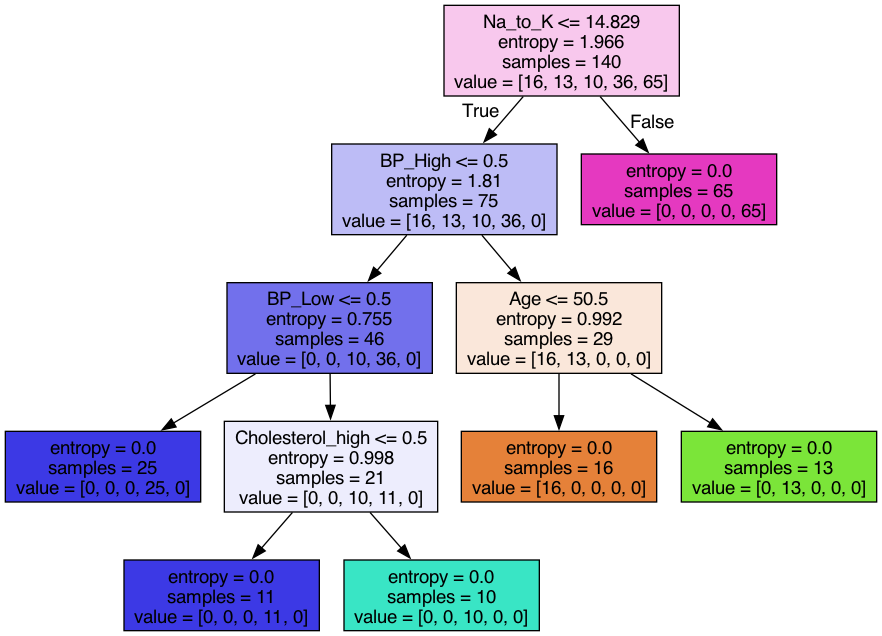 Na_to_K <= 14.829
entropy = 1.966
samples = 140
value = [16, 13, 10, 36, 65]
True
False
BP_High <= 0.5
entropy = 1.81
samples = 75
value = [16, 13, 10, 36, 0]
entropy = 0.0
samples = 65
value = [0, 0, 0, 0, 65]
BP_Low <= 0.5
entropy = 0.755
samples = 46
value = [0, 0, 10, 36, 0]
Age <= 50.5
entropy = 0.992
samples = 29
value = [16, 13, 0, 0, 0]
entropy = 0.0
samples = 25
value = [0, 0, 0, 25, 0]
Cholesterol_high <= 0.5
entropy = 0.998
samples = 21
value = [0, 0, 10, 11, 0]
entropy = 0.0
samples = 16
value = [16, 0, 0, 0, 0]
entropy = 0.0
samples = 13
value = [0, 13, 0, 0, 0]
entropy = 0.0
samples = 11
value = [0, 0, 0, 11, 0]
entropy = 0.0
samples = 10
value = [0, 0, 10, 0, 0]